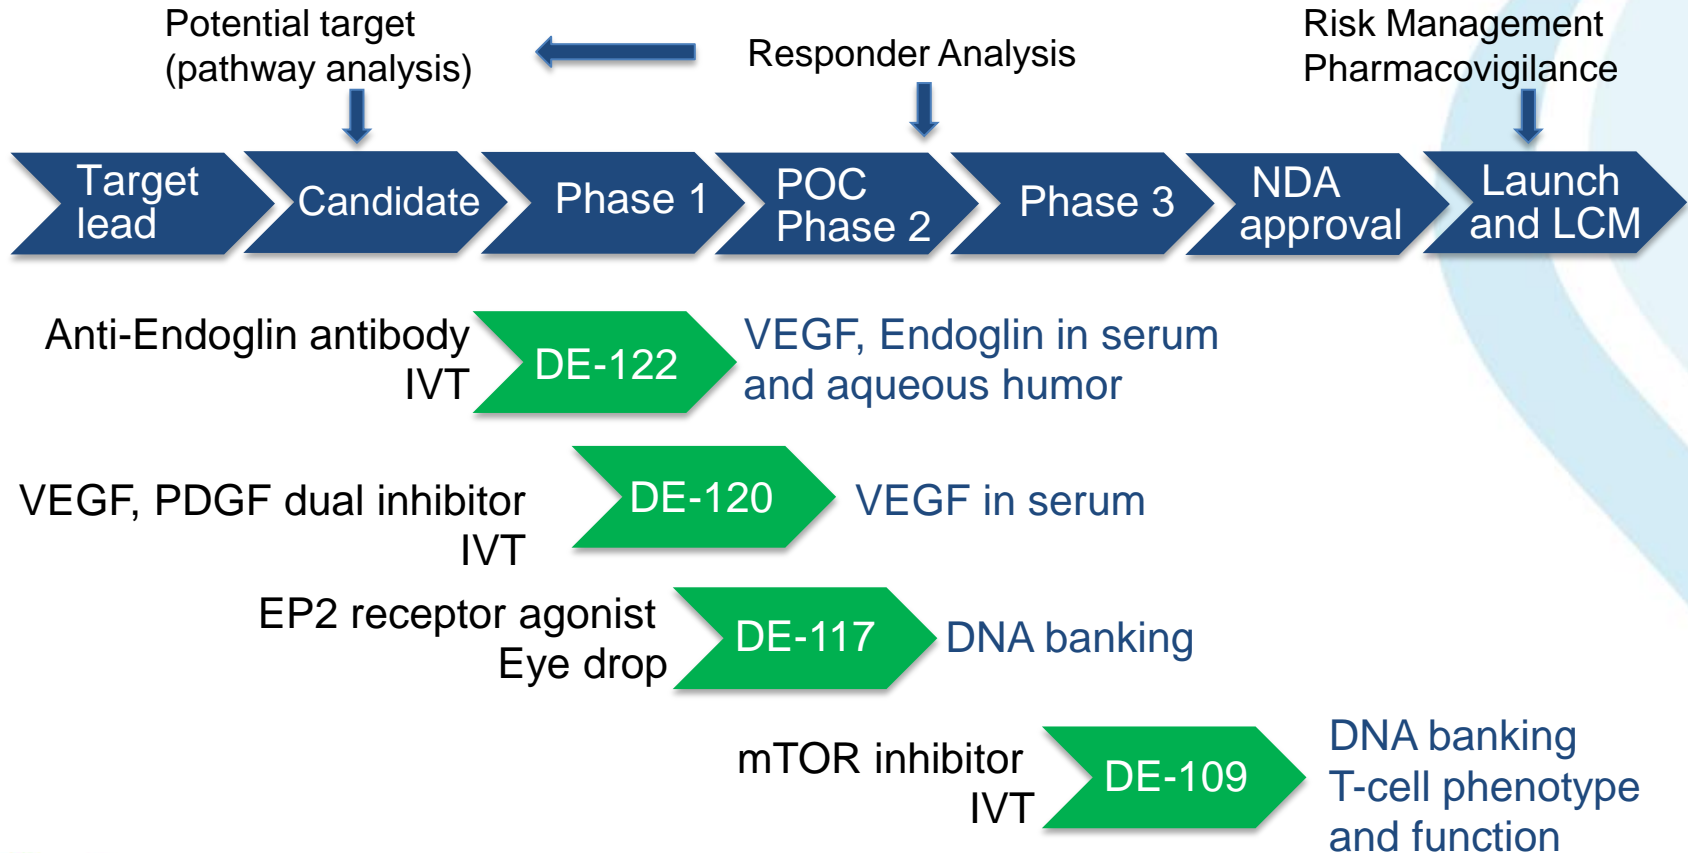 Potential target
(pathway analysis)
Responder Analysis
Risk Management
Pharmacovigilance
Target
lead
Candidate
Phase 1
POC
Phase 2
Phase 3
NDA
approval
Launch
and LCM
Anti-Endoglin antibody
IVT
DE-122
VEGF, Endoglin in serum
and aqueous humor
VEGF, PDGF dual inhibitor
IVT
DE-120
VEGF in serum
EP2 receptor agonist
Eye drop
DE-117
DNA banking
mTOR inhibitor
IVT
DE-109
DNA banking
T-cell phenotype
and function